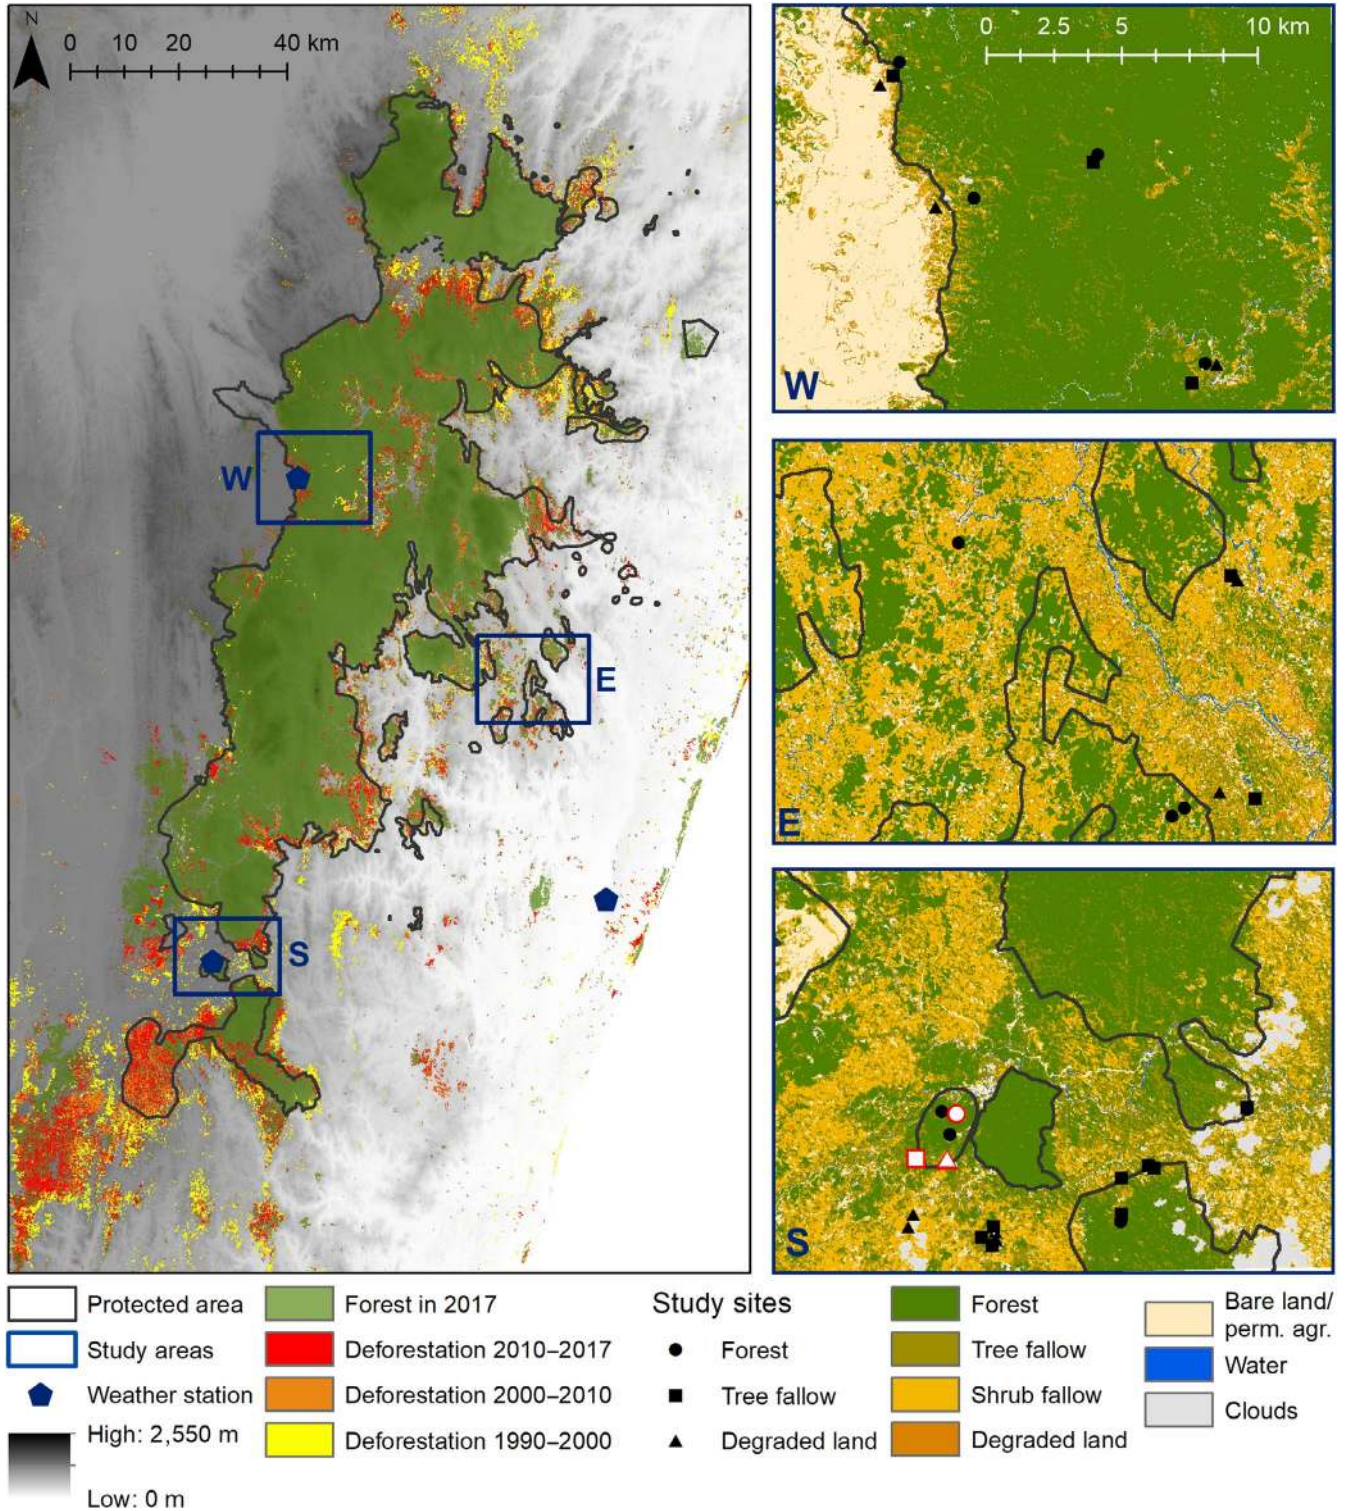 N
0 10 20 40 km
W
E
S
0 2.5 5 10 km
W
E
S
Protected area
Study areas
Weather station
High: 2,550 m
Low: 0 m
Forest in 2017
Deforestation 2010–2017
Deforestation 2000–2010
Deforestation 1990–2000
Study sites
Forest
Tree fallow
Degraded land
Forest
Tree fallow
Shrub fallow
Degraded land
Bare land/
perm. agr.
Water
Clouds